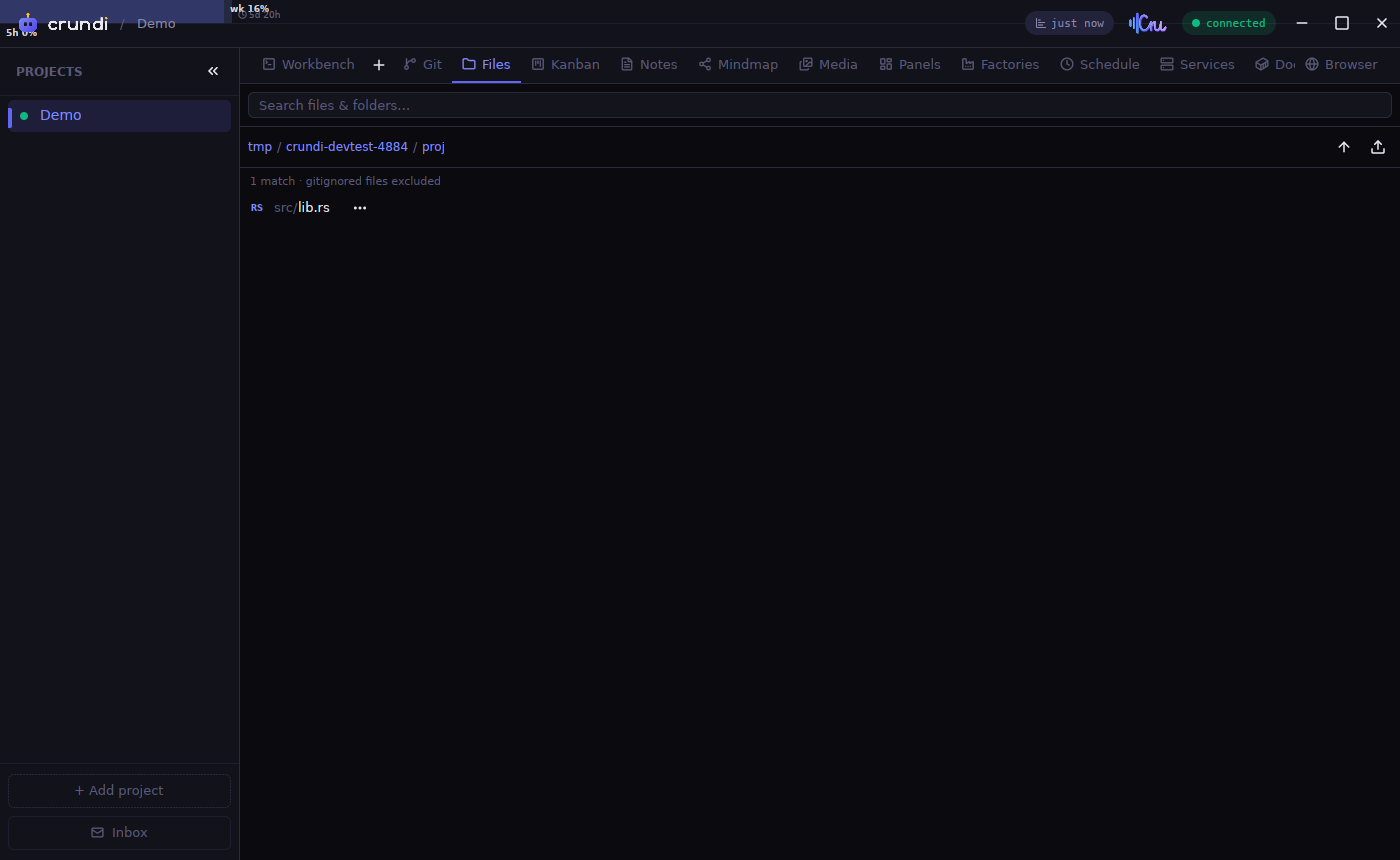 wk 16%
5d 20h
5h 0%
crundi / Demo
just now
Cru
connected
PROJECTS
Workbench
Git
Files
Kanban
Notes
Mindmap
Media
Panels
Factories
Schedule
Services
Doc
Browser
Demo
Search files & folders...
tmp / crundi-devtest-4884 / proj
1 match · gitignored files excluded
RS src/lib.rs
+ Add project
Inbox